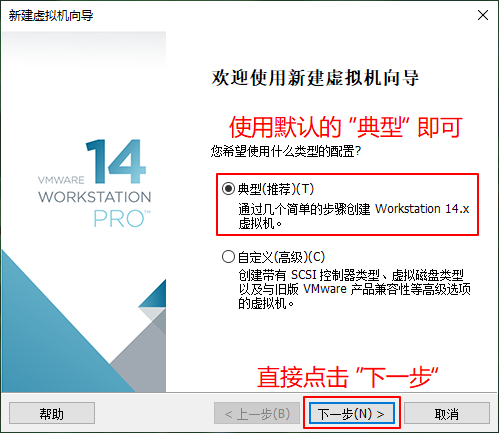 新建虚拟机向导
欢迎使用新建虚拟机向导
使用默认的 "典型" 即可
您希望使用什么类型的配置?
14
VMWARE
WORKSTATION
PRO™
典型(推荐)(T)
通过几个简单的步骤创建 Workstation 14.x
虚拟机。
自定义(高级)(C)
创建带有 SCSI 控制器类型、虚拟磁盘类型
以及与旧版 VMware 产品兼容性等高级选项
的虚拟机。
直接点击 "下一步"
帮助
< 上一步(B)
下一步(N) >
取消